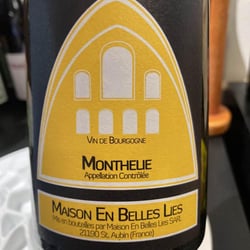 VIN DE BOURGOGNE
MONTHELIE
Appellation Contrôlée
MAISON EN BELLES LIES
Mis en bouteilles par Maison En Belles Lies SARL
21190 St. Aubin (France)